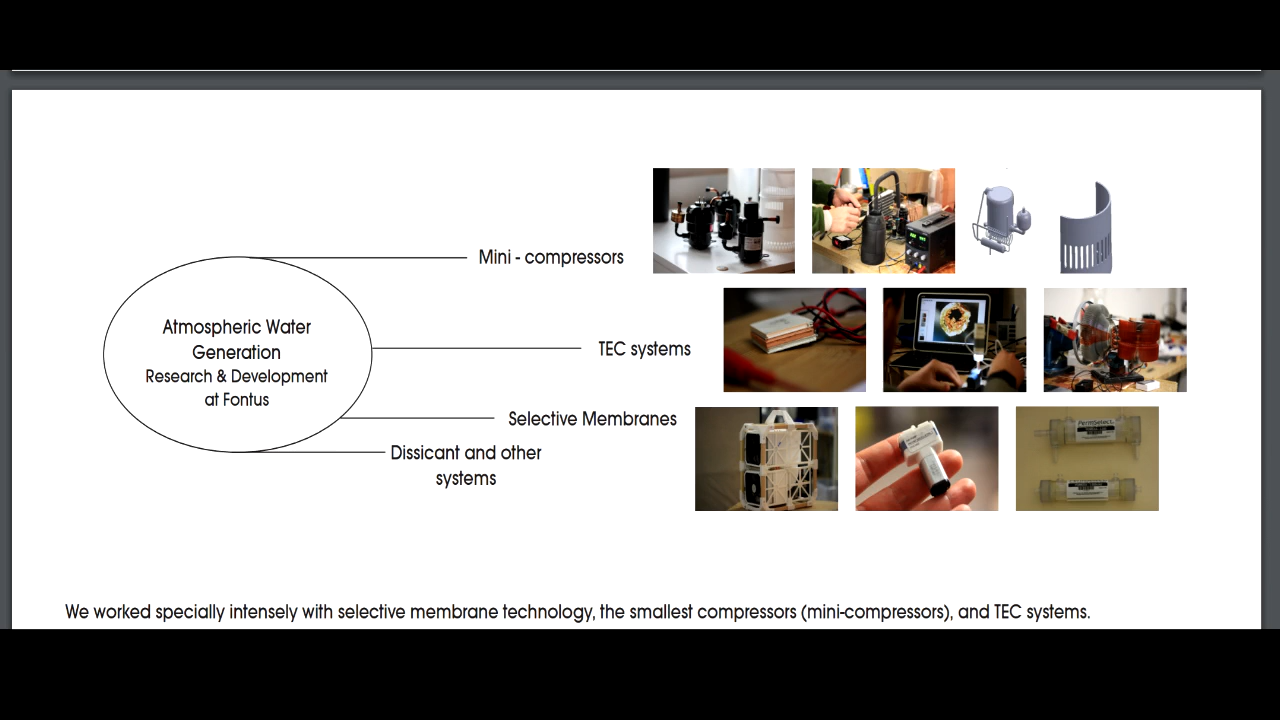 Atmospheric Water
Generation
Research & Development
at Fontus
Mini - compressors
TEC systems
Selective Membranes
Dissicant and other
systems
PermSelect
We worked specially intensely with selective membrane technology, the smallest compressors (mini-compressors), and TEC systems.